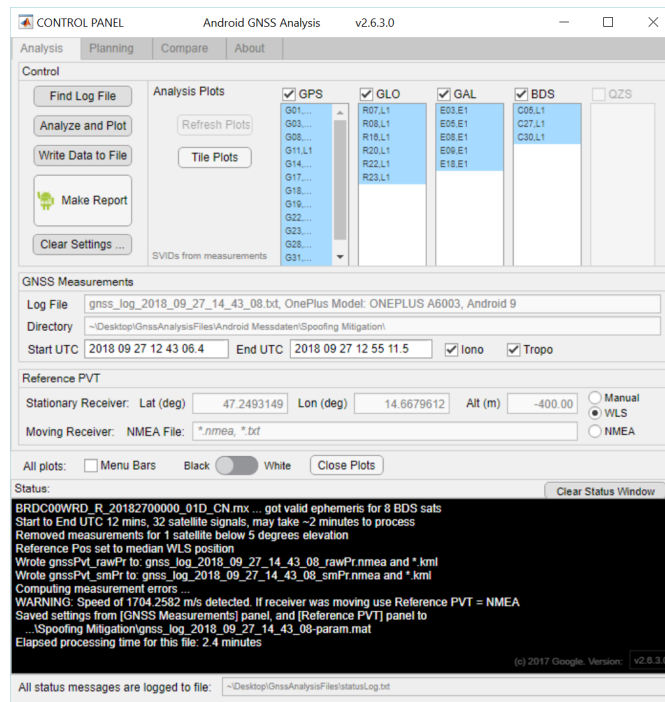 CONTROL PANEL Android GNSS Analysis v2.6.3.0
Analysis Planning Compare About
Control
Find Log File
Analyze and Plot
Write Data to File
Make Report
Clear Settings ...
Analysis Plots
Refresh Plots
Tile Plots
SVIDs from measurements
GPS
G01,...
G03,...
G08,...
G11,L1
G14,...
G17,...
G18,...
G19,...
G22,...
G23,...
G28,...
G31,...
GLO
R07,L1
R08,L1
R16,L1
R20,L1
R22,L1
R23,L1
GAL
E03,E1
E05,E1
E08,E1
E09,E1
E18,E1
BDS
C05,L1
C27,L1
C30,L1
QZS
GNSS Measurements
Log File gnss_log_2018_09_27_14_43_08.txt, OnePlus Model: ONEPLUS A6003, Android 9
Directory ~\Desktop\GnssAnalysisFiles\Android Messdaten\Spoofing Mitigation\
Start UTC 2018 09 27 12 43 06.4 End UTC 2018 09 27 12 55 11.5 Iono Tropo
Reference PVT
Stationary Receiver: Lat (deg) 47.2493149 Lon (deg) 14.6679612 Alt (m) -400.00
Moving Receiver: NMEA File: *.nmea, *.txt
Manual
WLS
NMEA
All plots: Menu Bars Black White Close Plots
Status: Clear Status Window
BRDC00WRD_R_20182700000_01D_CN.rnx ... got valid ephemeris for 8 BDS sats
Start to End UTC 12 mins, 32 satellite signals, may take ~2 minutes to process
Removed measurements for 1 satellite below 5 degrees elevation
Reference Pos set to median WLS position
Wrote gnssPvt_rawPr to: gnss_log_2018_09_27_14_43_08_rawPr.nmea and *.kml
Wrote gnssPvt_smPr to: gnss_log_2018_09_27_14_43_08_smPr.nmea and *.kml
Computing measurement errors ...
WARNING: Speed of 1704.2582 m/s detected. If receiver was moving use Reference PVT = NMEA
Saved settings from [GNSS Measurements] panel, and [Reference PVT] panel to
...\Spoofing Mitigation\gnss_log_2018_09_27_14_43_08-param.mat
Elapsed processing time for this file: 2.4 minutes
(c) 2017 Google. Version: v2.6.3.0
All status messages are logged to file: ~\Desktop\GnssAnalysisFiles\statusLog.txt